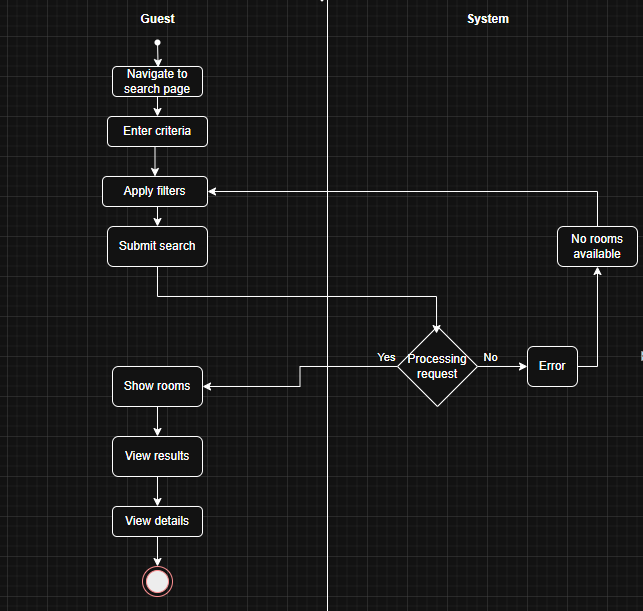 Guest
System
Navigate to
search page
Enter criteria
Apply filters
Submit search
No rooms
available
Yes
Processing
request
No
Error
Show rooms
View results
View details